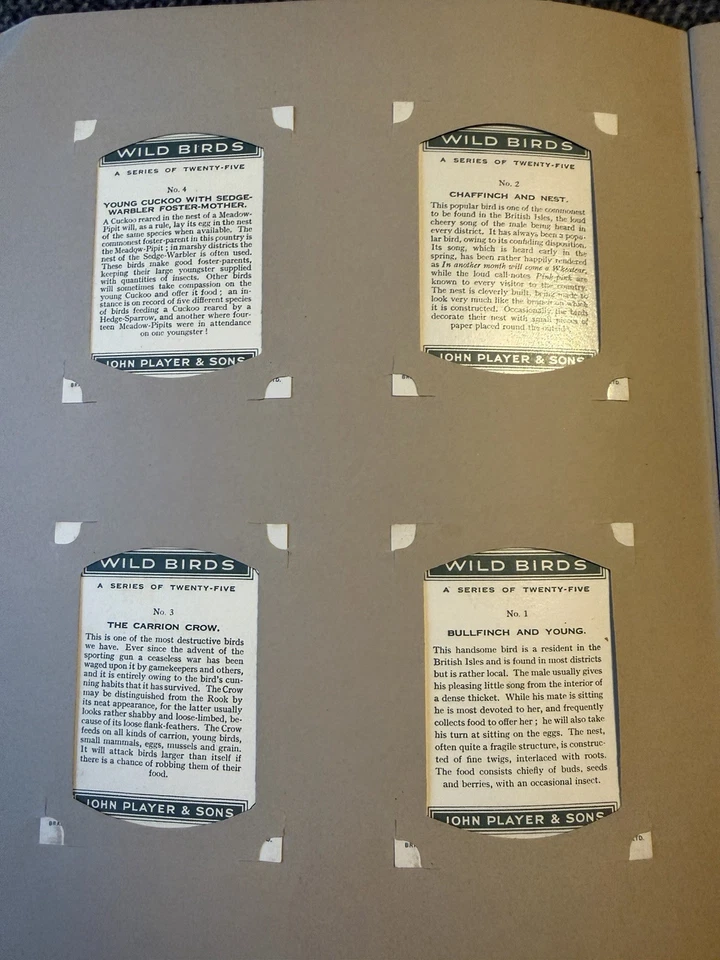 WILD BIRDS
A SERIES OF TWENTY-FIVE
No. 4
YOUNG CUCKOO WITH SEDGE-
WARBLER FOSTER-MOTHER.
A Cuckoo reared in the nest of a Meadow-
Pipit will, as a rule, lay its egg in the nest
of the same species when available. The
commonest foster-parent in this country is
the Meadow-Pipit ; in marshy districts the
nest of the Sedge-Warbler is often used.
These birds make good foster-parents,
keeping their large youngster supplied
with quantities of insects. Other birds
will sometimes take compassion on the
young Cuckoo and offer it food ; an in-
stance is on record of five different species
of birds feeding a Cuckoo reared by a
Hedge-Sparrow, and another where four-
teen Meadow-Pipits were in attendance
on one youngster !
JOHN PLAYER & SONS
WILD BIRDS
A SERIES OF TWENTY-FIVE
No. 2
CHAFFINCH AND NEST.
This popular bird is one of the commonest
to be found in the British Isles, the loud
cheery song of the male being heard in
every district. It has always been a popu-
lar bird, owing to its confiding disposition.
Its song, which is heard early in the
spring, has been rather happily rendered
as In another month will come a Wheatear,
while the loud call-notes Pink-pink are
known to every visitor to the country.
The nest is cleverly built, being made to
look very much like the branch on which
it is constructed. Occasionally the birds
decorate their nest with small pieces of
paper placed round the outside.
JOHN PLAYER & SONS
TD.
WILD BIRDS
A SERIES OF TWENTY-FIVE
No. 3
THE CARRION CROW.
This is one of the most destructive birds
we have. Ever since the advent of the
sporting gun a ceaseless war has been
waged upon it by gamekeepers and others,
and it is entirely owing to the bird's cun-
ning habits that it has survived. The Crow
may be distinguished from the Rook by
its neat appearance, for the latter usually
looks rather shabby and loose-limbed, be-
cause of its loose flank-feathers. The Crow
feeds on all kinds of carrion, young birds,
small mammals, eggs, mussels and grain.
It will attack birds larger than itself if
there is a chance of robbing them of their
food.
JOHN PLAYER & SONS
WILD BIRDS
A SERIES OF TWENTY-FIVE
No. 1
BULLFINCH AND YOUNG.
This handsome bird is a resident in the
British Isles and is found in most districts
but is rather local. The male usually gives
his pleasing little song from the interior of
a dense thicket. While his mate is sitting
he is most devoted to her, and frequently
collects food to offer her ; he will also take
his turn at sitting on the eggs. The nest,
often quite a fragile structure, is construc-
ted of fine twigs, interlaced with roots.
The food consists chiefly of buds, seeds
and berries, with an occasional insect.
JOHN PLAYER & SONS
TD.